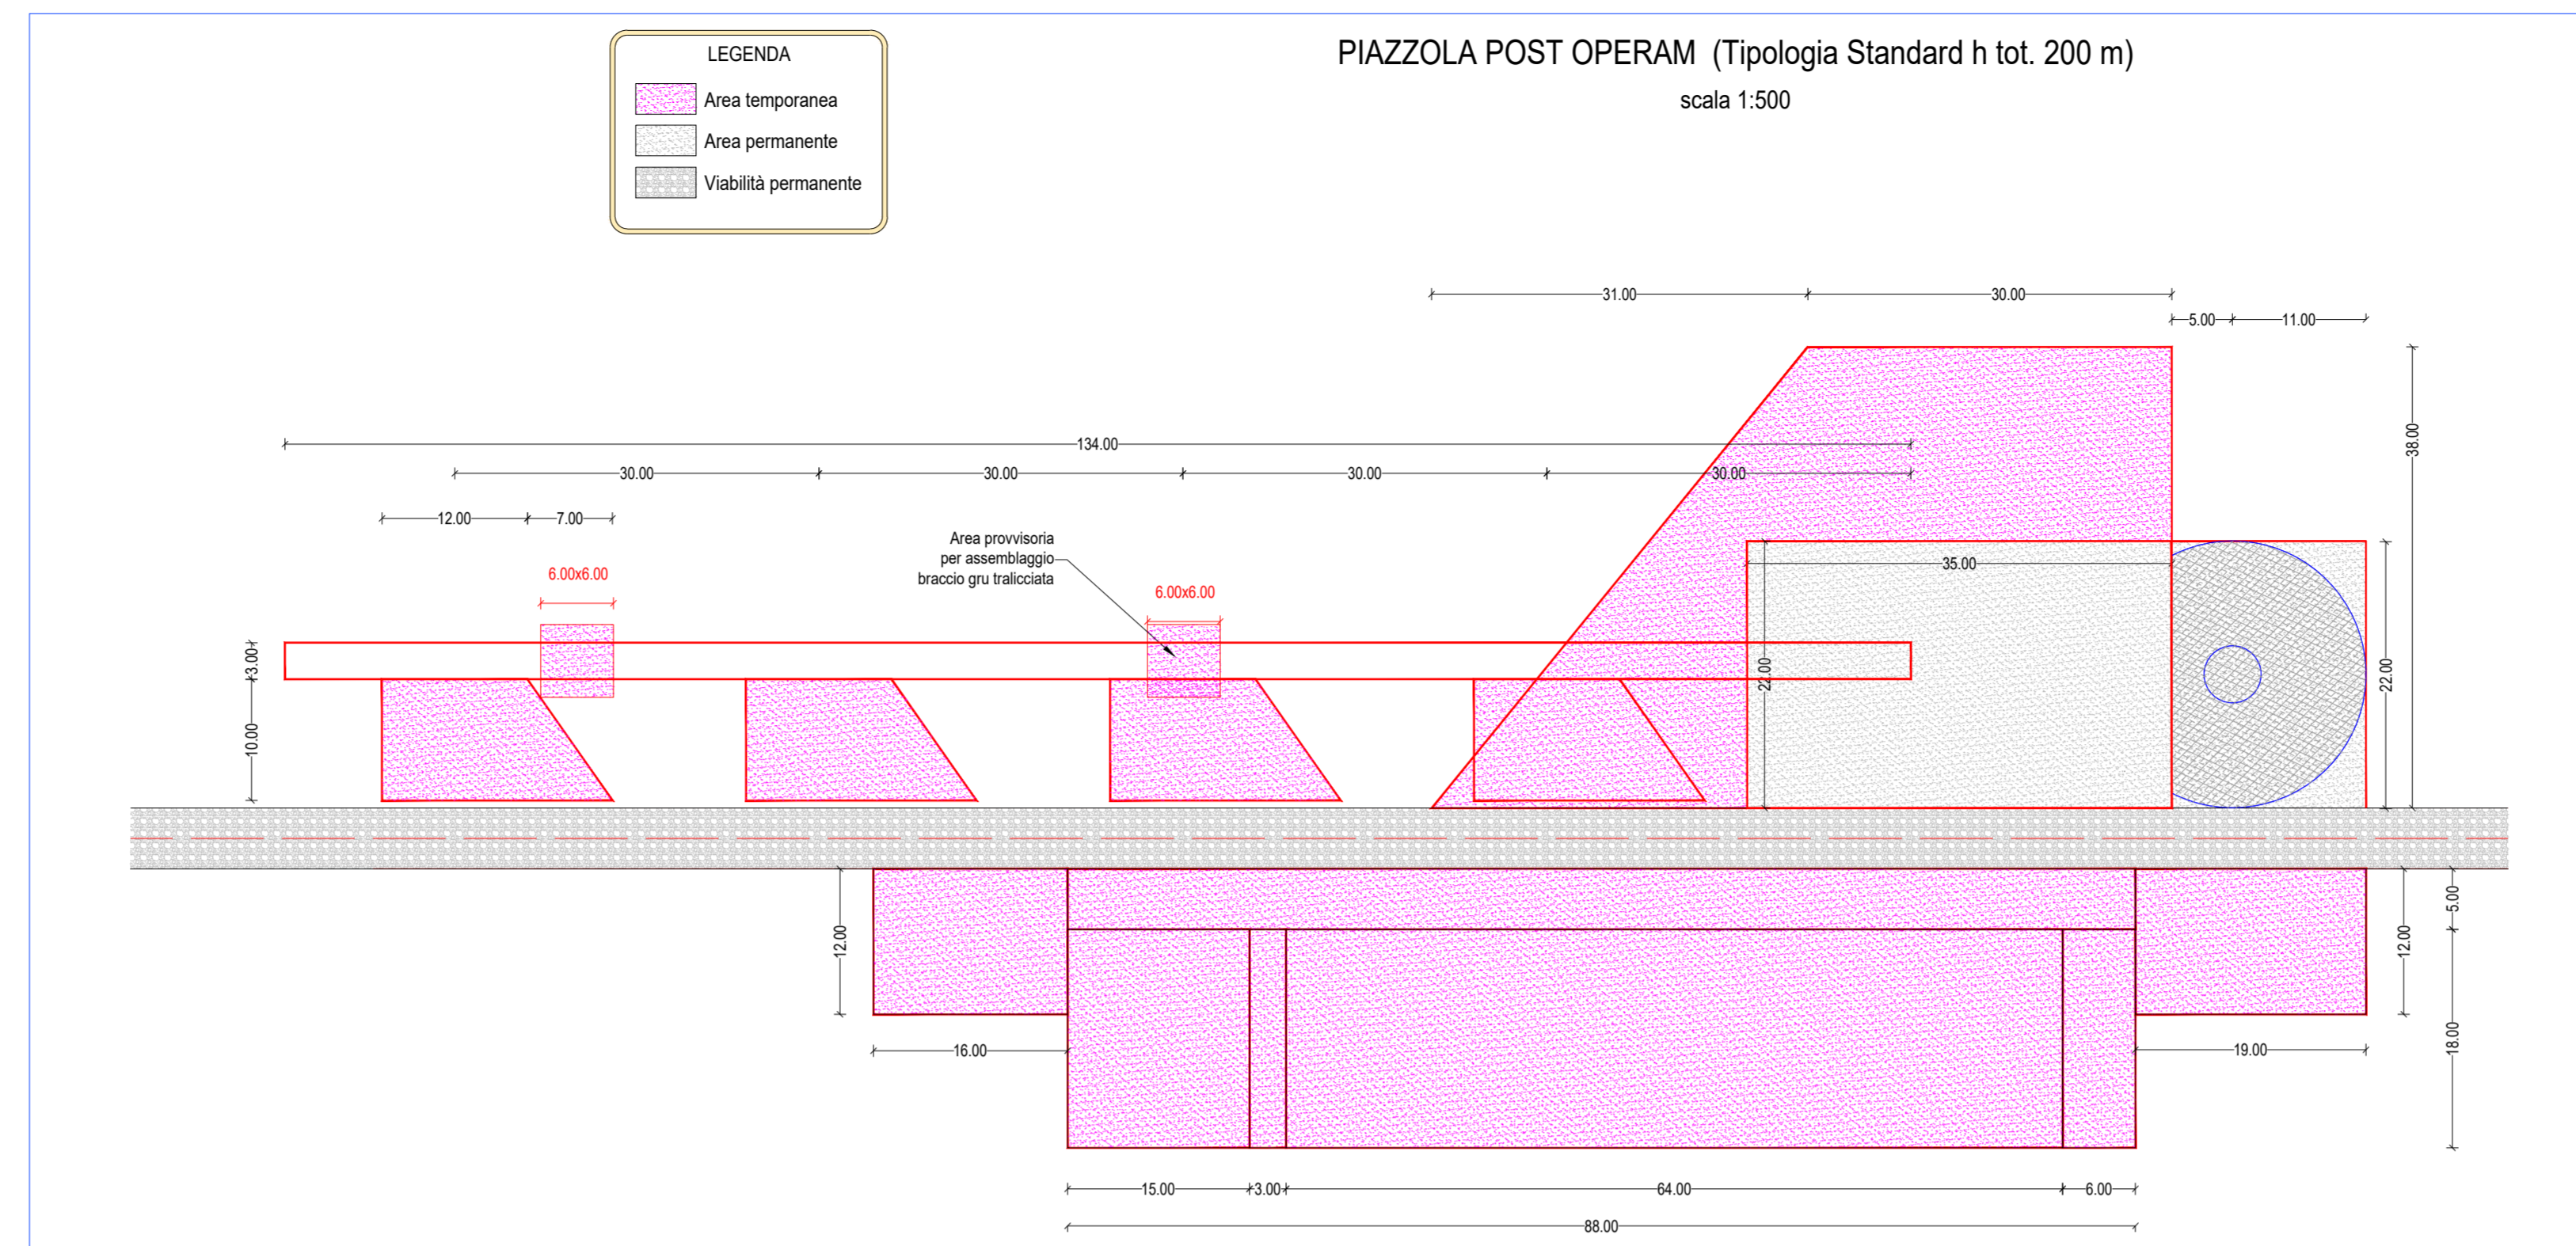 LEGENDA
Area temporanea
Area permanente
Viabilità permanente
PIAZZOLA POST OPERAM (Tipologia Standard h tot. 200 m)
scala 1:500
31.00
30.00
5.00
11.00
38.00
134.00
30.00
30.00
30.00
30.00
12.00
7.00
Area provvisoria
per assemblaggio
braccio gru tralicciata
6.00x6.00
6.00x6.00
35.00
22.00
22.00
3.00
10.00
12.00
16.00
5.00
12.00
18.00
19.00
15.00
3.00
64.00
6.00
88.00